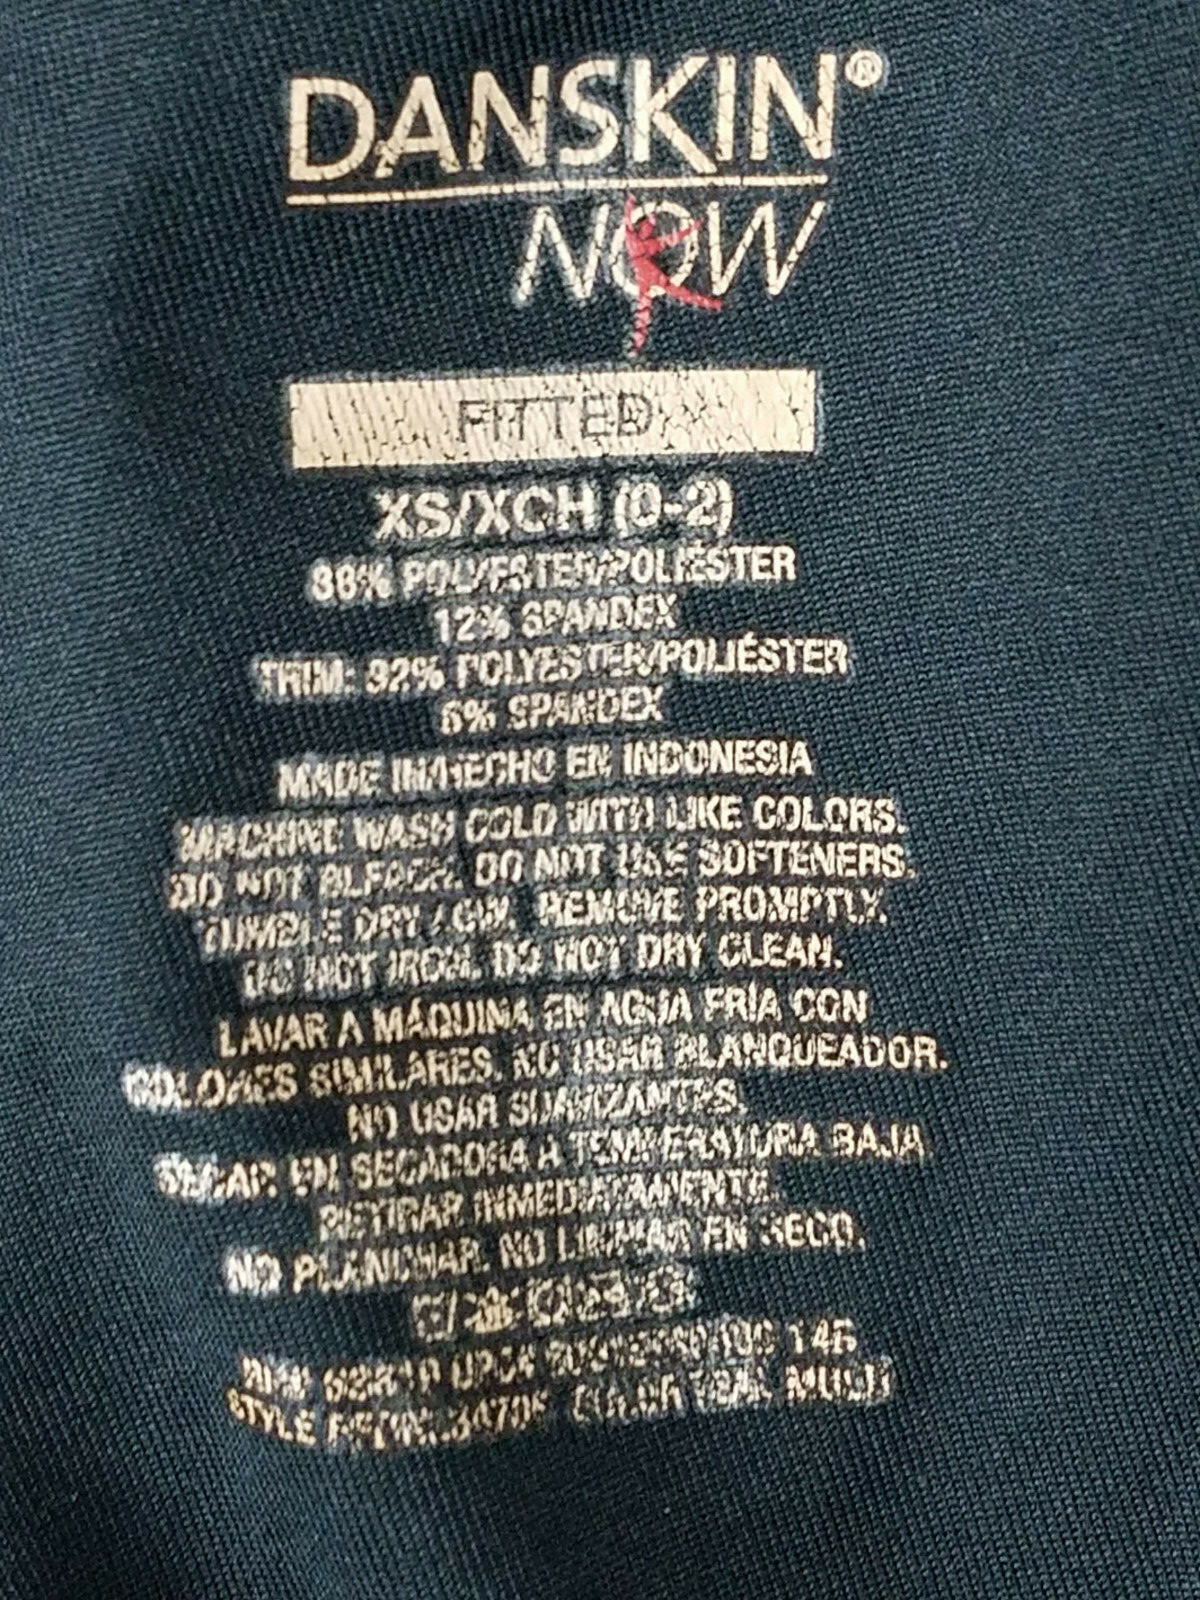 DANSKIN®
NOW
FITTED
XS/XCH (0-2)
88% POLYESTER/POLIÉSTER
12% SPANDEX
TRIM: 92% POLYESTER/POLIÉSTER
SPANDEX
MADE IN/HECHO EN INDONESIA
MACHINE WASH COLD WITH LIKE COLORS.
DO NOT BLEACH. DO NOT USE SOFTENERS.
TUMBLE DRY LOW. REMOVE PROMPTLY.
DO NOT IRON. DO NOT DRY CLEAN.
LAVAR A MÁQUINA EN AGUA FRÍA CON
COLORES SIMILARES. NO USAR BLANQUEADOR.
NO USAR SUAVIZANTES.
SECAR EN SECADORA A TEMPERATURA BAJA
RETIRAR INMEDIATAMENTE.
NO PLANCHAR. NO LIMPIAR EN SECO.
STYLE COLOR TEAL